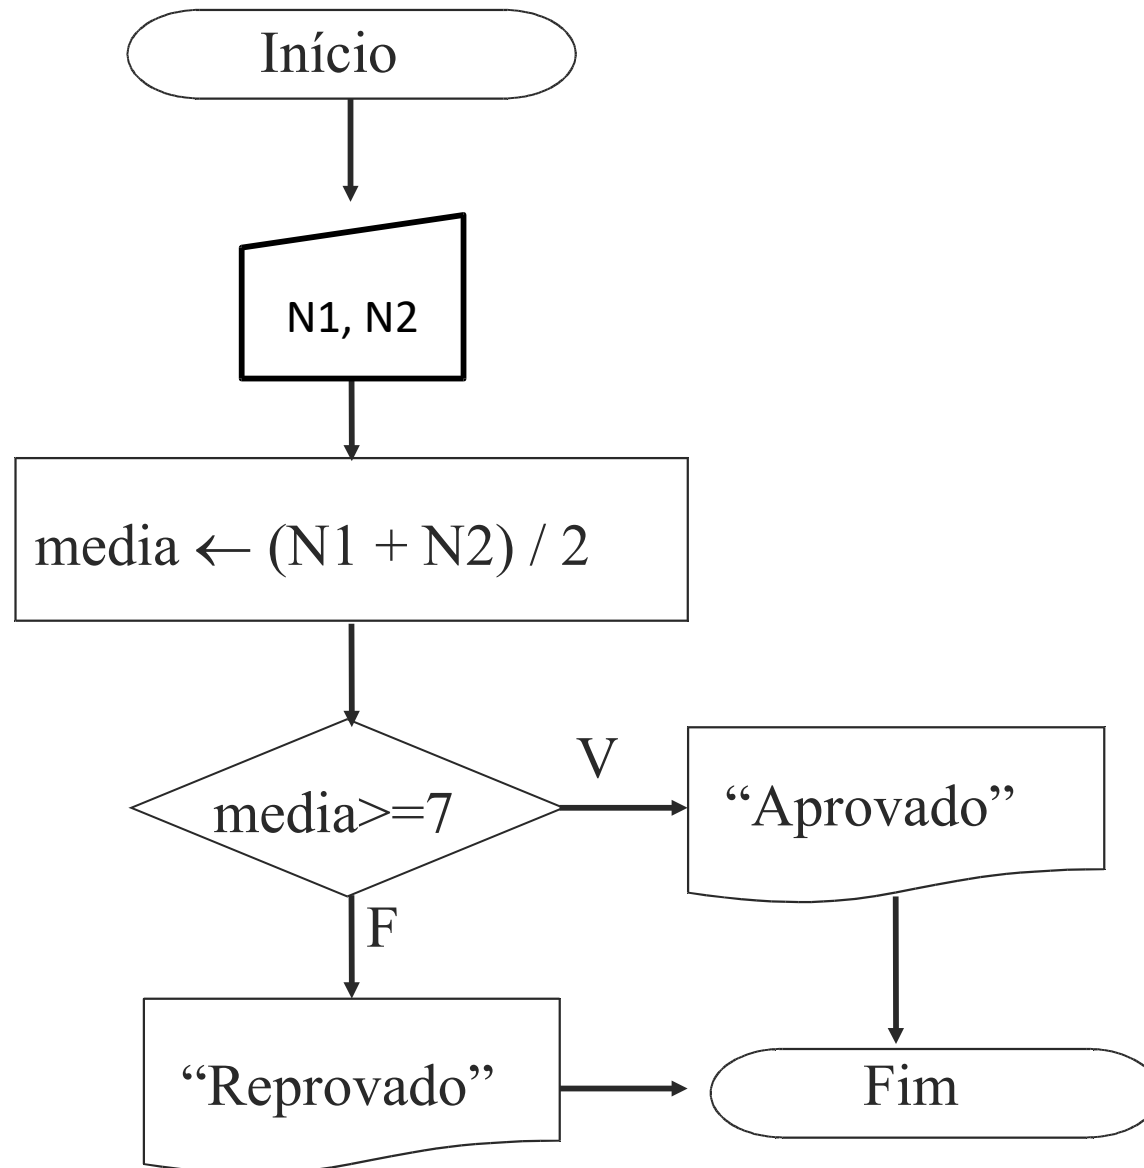 Início
N1, N2
media ← (N1 + N2) / 2
media>=7
V
“Aprovado”
F
“Reprovado”
Fim